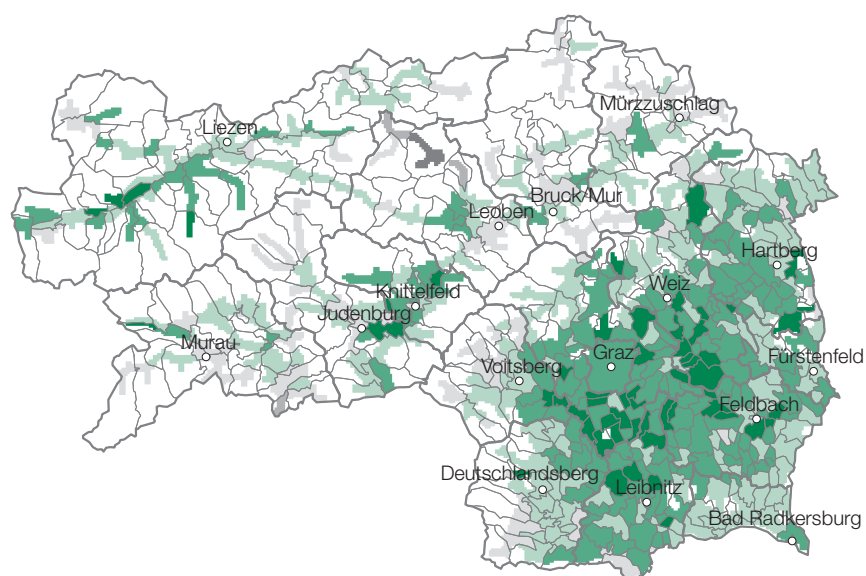 Mürzzuschlag
Liezen
Bruck/Mur
Leoben
Hartberg
Weiz
Knittelfeld
Judenburg
Murau
Graz
Voitsberg
Fürstenfeld
Feldbach
Deutschlandsberg
Leibnitz
Bad Radkersburg